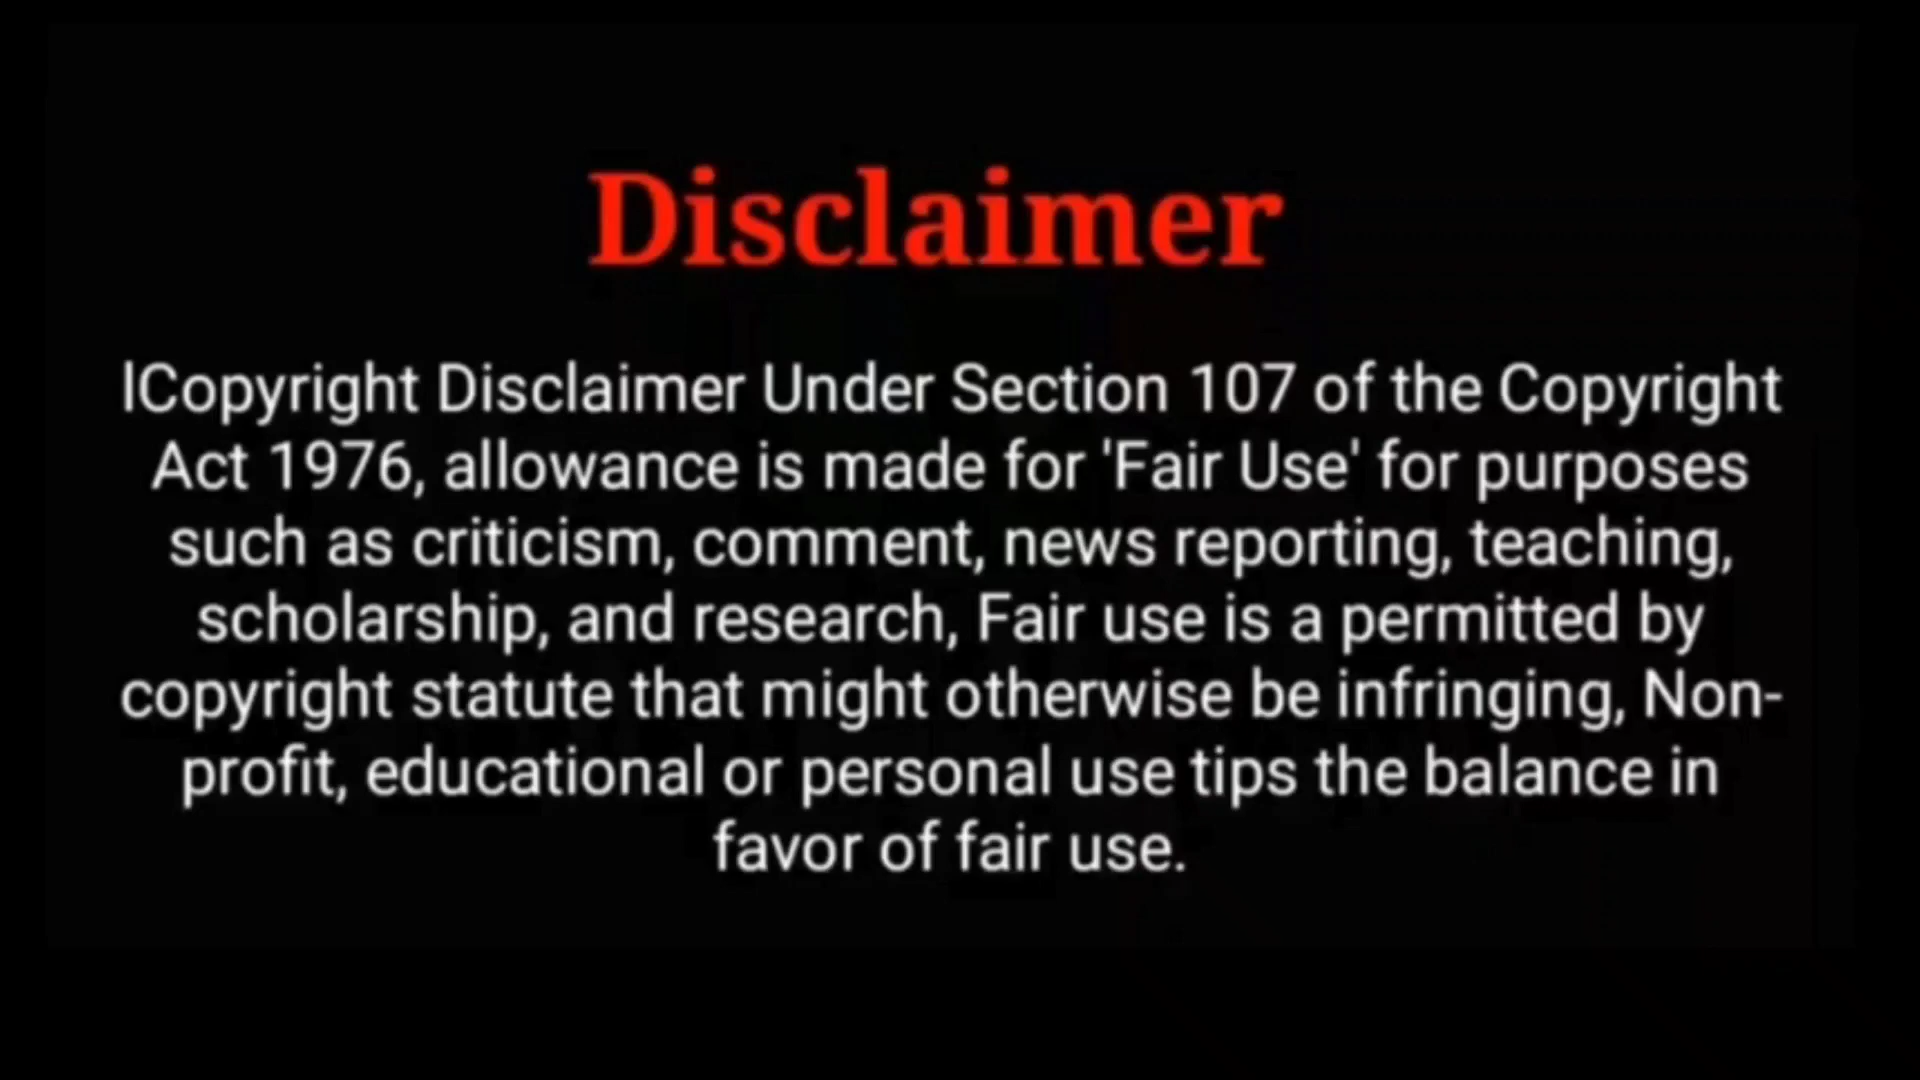 Disclaimer
lCopyright Disclaimer Under Section 107 of the Copyright
Act 1976, allowance is made for 'Fair Use' for purposes
such as criticism, comment, news reporting, teaching,
scholarship, and research, Fair use is a permitted by
copyright statute that might otherwise be infringing, Non-
profit, educational or personal use tips the balance in
favor of fair use.